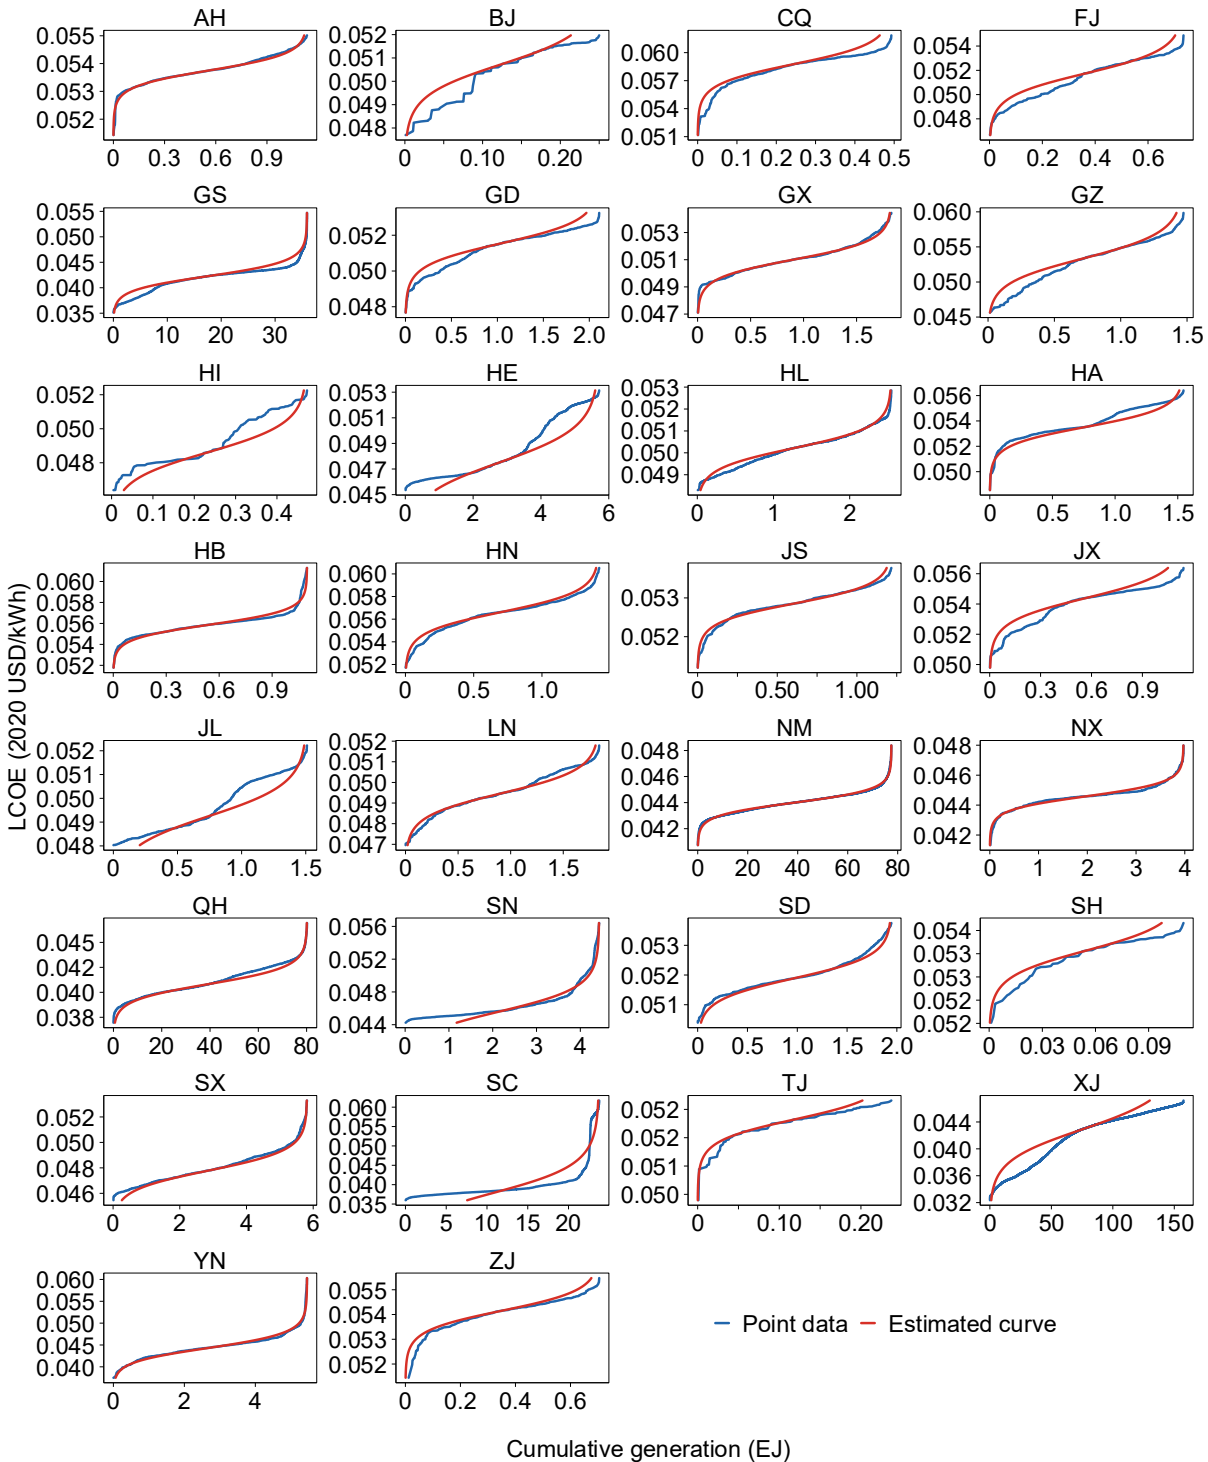 AH BJ CQ FJ
0.055 0.054 0.053 0.052
0 0.3 0.6 0.9
0.052 0.051 0.050 0.049 0.048
0 0.10 0.20
0.060 0.057 0.054 0.051
0 0.1 0.2 0.3 0.4 0.5
0.054 0.052 0.050 0.048
0 0.2 0.4 0.6
GS GD GX GZ
0.055 0.050 0.045 0.040 0.035
0 10 20 30
0.052 0.050 0.048
0 0.5 1.0 1.5 2.0
0.053 0.051 0.049 0.047
0 0.5 1.0 1.5
0.060 0.055 0.050 0.045
0 0.5 1.0 1.5
HI HE HL HA
0.052 0.050 0.048
0 0.1 0.2 0.3 0.4
0.053 0.051 0.049 0.047 0.045
0 2 4 6
0.053 0.052 0.051 0.050 0.049
0 1 2
0.056 0.054 0.052 0.050
0 0.5 1.0 1.5
HB HN JS JX
0.060 0.058 0.056 0.054 0.052
0 0.3 0.6 0.9
0.060 0.058 0.056 0.054 0.052
0 0.5 1.0
0.053 0.052
0 0.50 1.00
0.056 0.054 0.052 0.050
0 0.3 0.6 0.9
LCOE (2020 USD/kWh)
JL LN NM NX
0.052 0.051 0.050 0.049 0.048
0 0.5 1.0 1.5
0.052 0.051 0.050 0.049 0.048 0.047
0 0.5 1.0 1.5
0.048 0.046 0.044 0.042
0 20 40 60 80
0.048 0.046 0.044 0.042
0 1 2 3 4
QH SN SD SH
0.045 0.042 0.040 0.038
0 20 40 60 80
0.056 0.052 0.048 0.044
0 1 2 3 4
0.053 0.052 0.051
0 0.5 1.0 1.5 2.0
0.054 0.053 0.053 0.052 0.052
0 0.03 0.06 0.09
SX SC TJ XJ
0.052 0.050 0.048 0.046
0 2 4 6
0.060 0.055 0.050 0.045 0.040 0.035
0 5 10 15 20
0.052 0.052 0.051 0.050
0 0.10 0.20
0.044 0.040 0.036 0.032
0 50 100 150
YN ZJ
0.060 0.055 0.050 0.045 0.040
0 2 4
0.055 0.054 0.053 0.052
0 0.2 0.4 0.6
Point data Estimated curve
Cumulative generation (EJ)